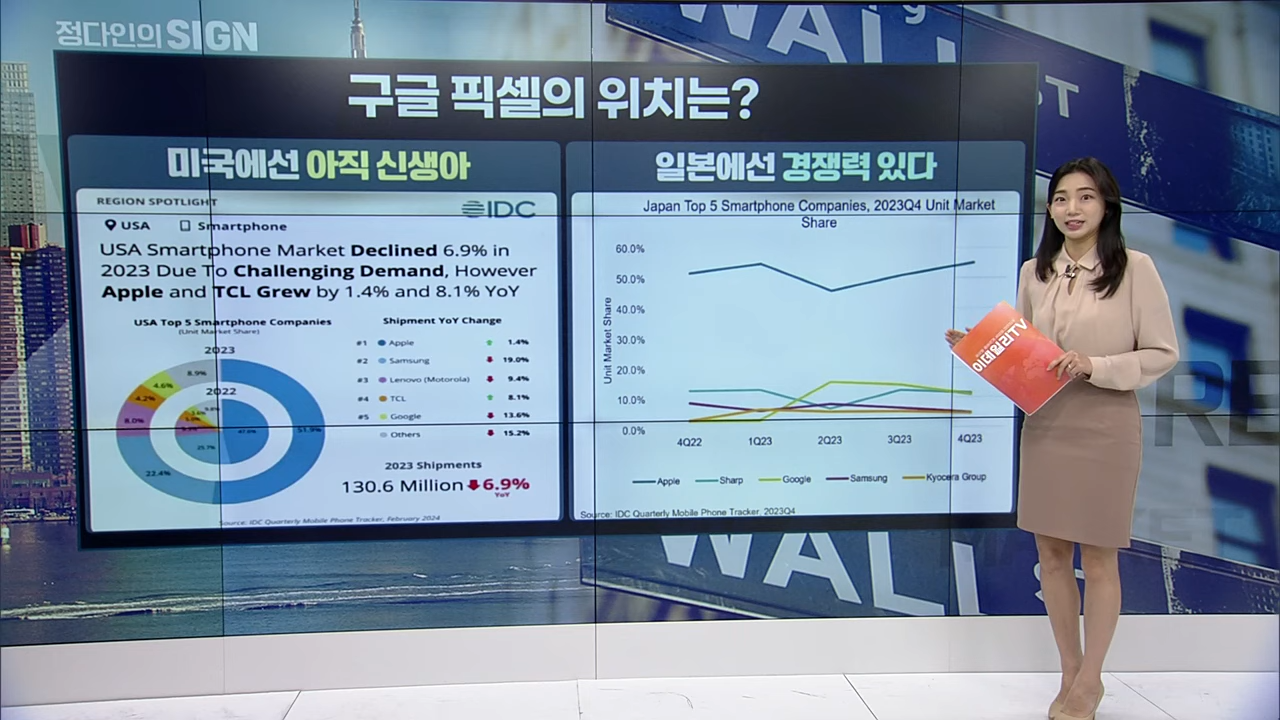 정다인의 SIGN
구글 픽셀의 위치는?
미국에선 아직 신생아
REGION SPOTLIGHT
IDC
USA
Smartphone
USA Smartphone Market Declined 6.9% in
2023 Due To Challenging Demand, However
Apple and TCL Grew by 1.4% and 8.1% YoY
USA Top 5 Smartphone Companies
(Unit Market Share)
2023
2022
8.9%
4.6%
4.2%
8.0%
22.4%
51.9%
Shipment YoY Change
#1 Apple 1.4%
#2 Samsung 19.0%
#3 Lenovo (Motorola) 9.4%
#4 TCL 8.1%
#5 Google 13.6%
Others 15.2%
2023 Shipments
130.6 Million 6.9%
YoY
Source: IDC Quarterly Mobile Phone Tracker, February 2024
일본에선 경쟁력 있다
Japan Top 5 Smartphone Companies, 2023Q4 Unit Market
Share
Unit Market Share
60.0%
50.0%
40.0%
30.0%
20.0%
10.0%
0.0%
4Q22 1Q23 2Q23 3Q23 4Q23
Apple Sharp Google Samsung Kyocera Group
Source: IDC Quarterly Mobile Phone Tracker, 2023Q4
이데일리TV
WALL
ST
WALL
RE